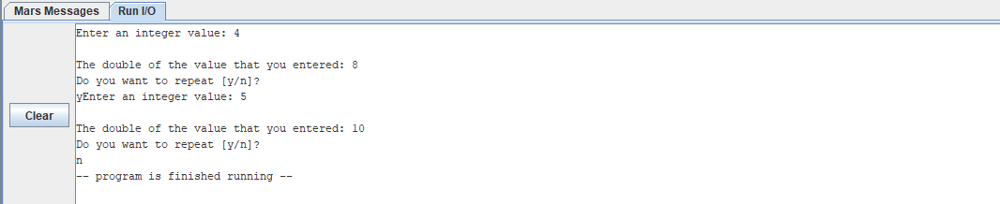 Mars Messages Run I/O
Enter an integer value: 4
The double of the value that you entered: 8
Do you want to repeat [y/n]?
yEnter an integer value: 5
Clear
The double of the value that you entered: 10
Do you want to repeat [y/n]?
n
-- program is finished running --